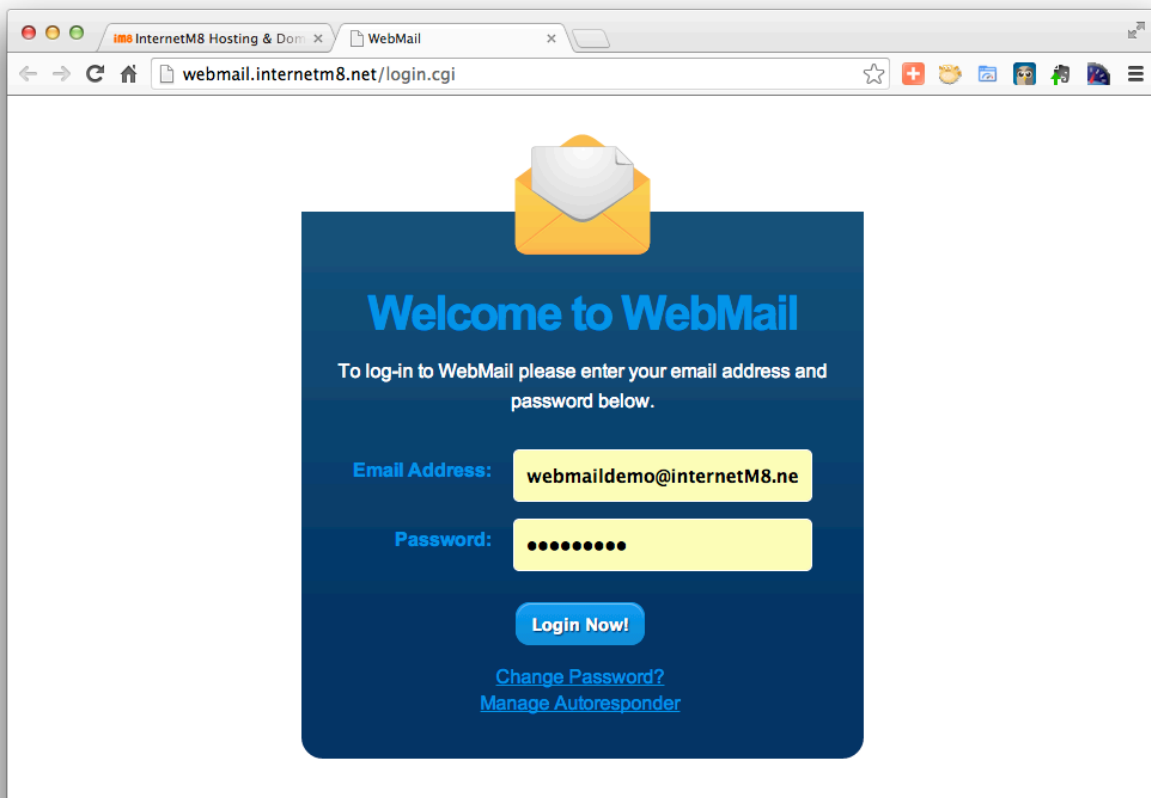 im8 InternetM8 Hosting & Dom
WebMail
webmail.internetm8.net/login.cgi
Welcome to WebMail
To log-in to WebMail please enter your email address and
password below.
Email Address: webmaildemo@internetM8.ne
Password: •••••••••
Login Now!
Change Password?
Manage Autoresponder